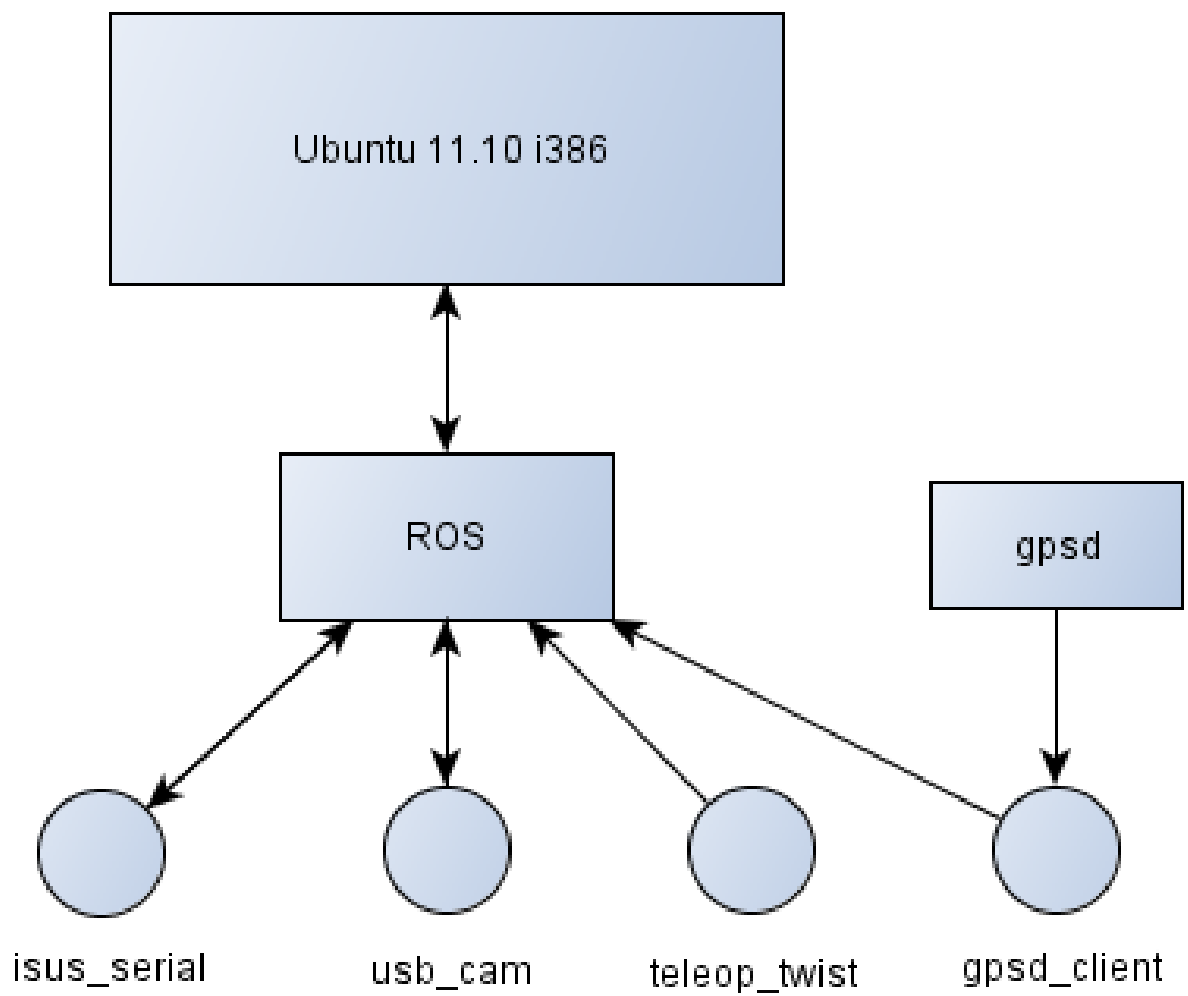 Ubuntu 11.10 i386
ROS
gpsd
isus_serial
usb_cam
teleop_twist
gpsd_client